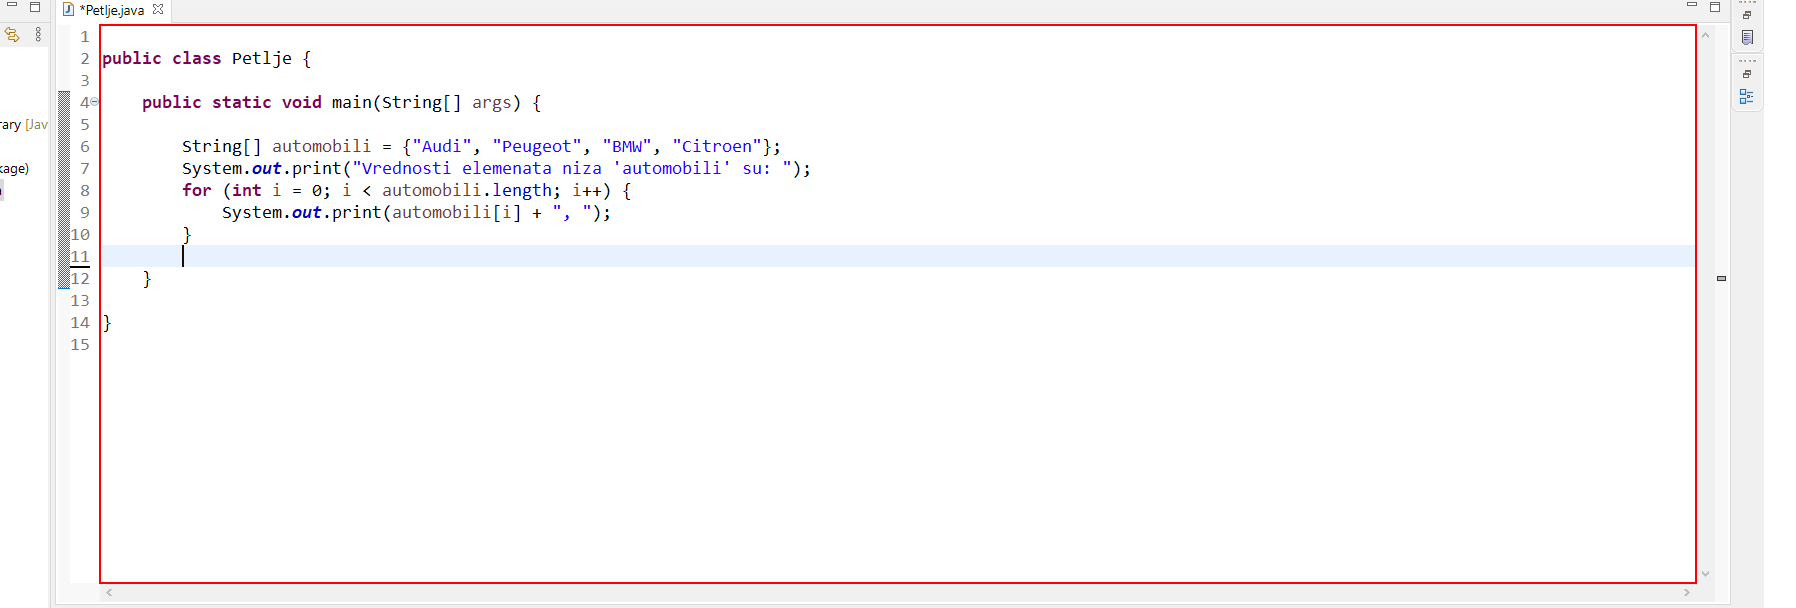 *Petlje.java
1
2 public class Petlje {
3
4 public static void main(String[] args) {
5
6 String[] automobili = {"Audi", "Peugeot", "BMW", "Citroen"};
7 System.out.print("Vrednosti elemenata niza 'automobili' su: ");
8 for (int i = 0; i < automobili.length; i++) {
9 System.out.print(automobili[i] + ", ");
10 }
11
12 }
13
14 }
15
rary [Jav
kage)